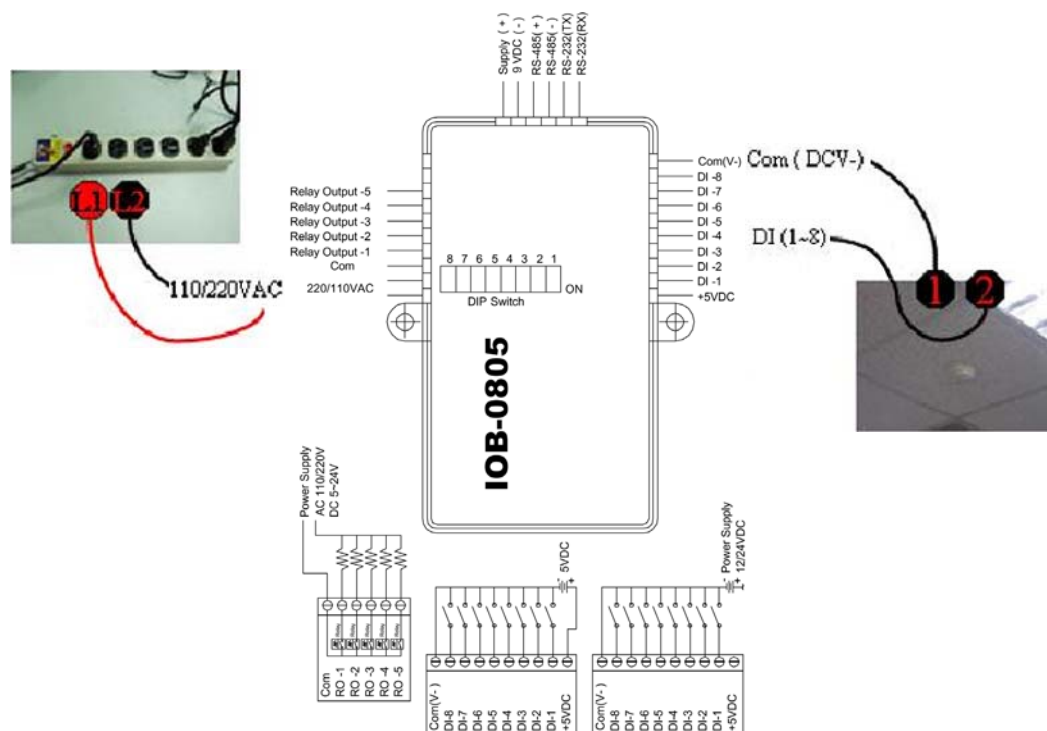 Supply (+)
9 VDC (-)
RS-485(+)
RS-485(-)
RS-232(TX)
RS-232(RX)
L1 L2
110/220VAC
Relay Output -5
Relay Output -4
Relay Output -3
Relay Output -2
Relay Output -1
Com
220/110VAC
8 7 6 5 4 3 2 1
ON
DIP Switch
IOB-0805
Com(V-)
DI -8
DI -7
DI -6
DI -5
DI -4
DI -3
DI -2
DI -1
+5VDC
Com ( DCV-)
DI (1~8)
1 2
Power Supply
AC 110/220V
DC 5~24V
Relay
Relay
Relay
Relay
Relay
Com
RO -1
RO -2
RO -3
RO -4
RO -5
- 5VDC
+
Com(V-)
DI-8
DI-7
DI-6
DI-5
DI-4
DI-3
DI-2
DI-1
+5VDC
- Power Supply
+ 12/24VDC
Com(V-)
DI-8
DI-7
DI-6
DI-5
DI-4
DI-3
DI-2
DI-1
+5VDC